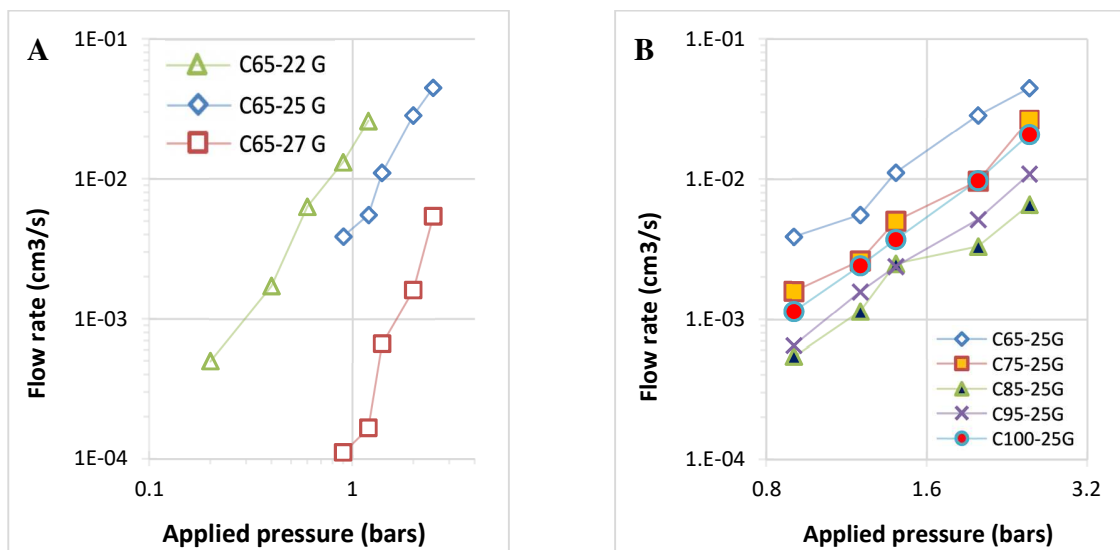 A
1E-01
1E-02
1E-03
1E-04
Flow rate (cm3/s)
C65-22 G
C65-25 G
C65-27 G
0.1
1
Applied pressure (bars)
B
1.E-01
1.E-02
1.E-03
1.E-04
Flow rate (cm3/s)
C65-25G
C75-25G
C85-25G
C95-25G
C100-25G
0.8
1.6
3.2
Applied pressure (bars)